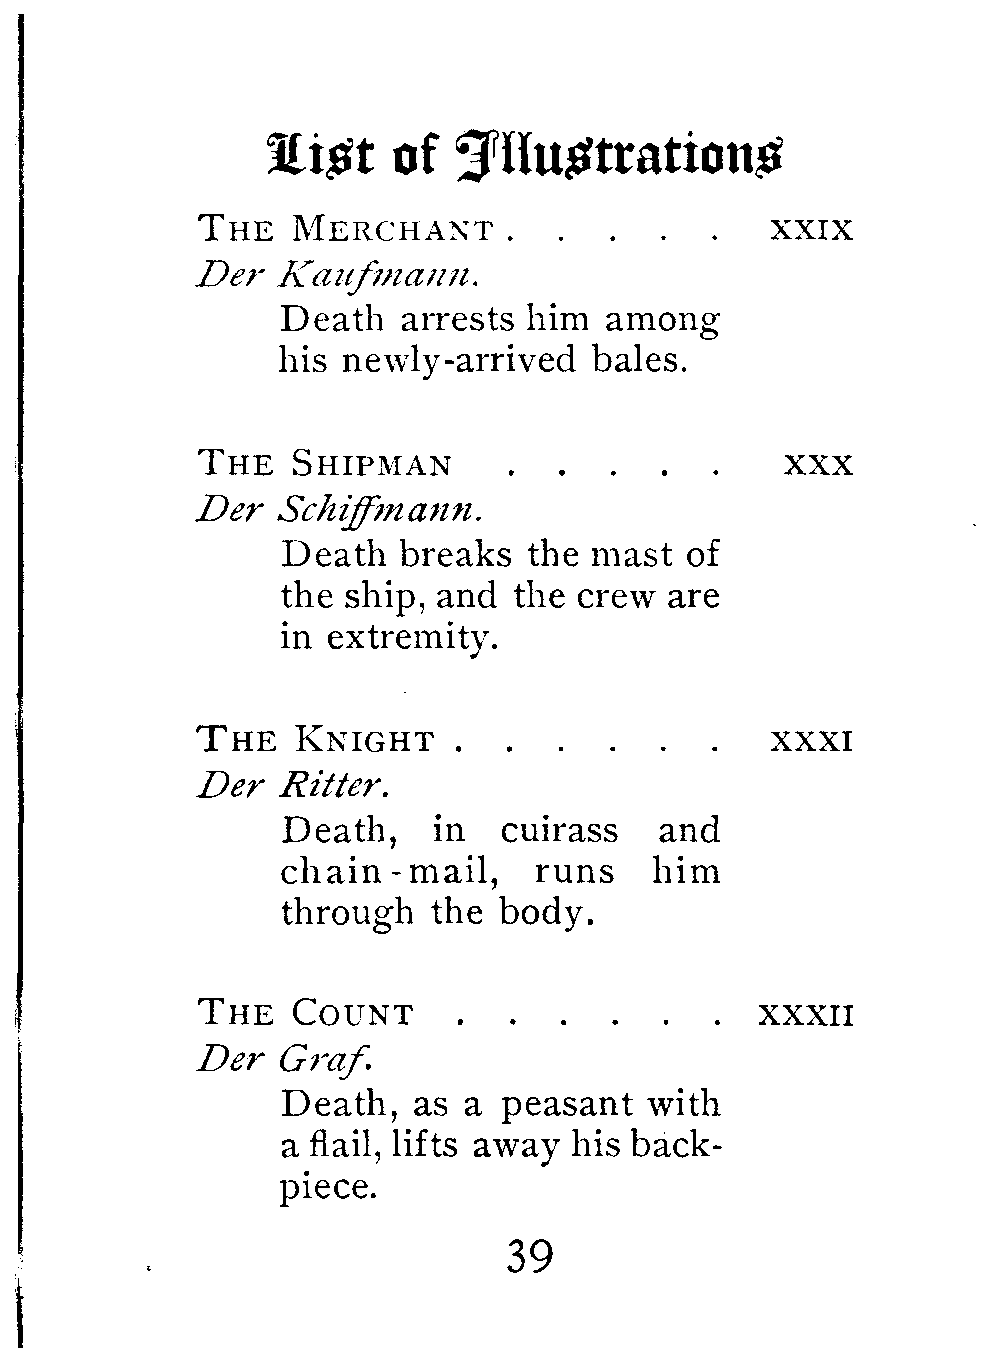 List of Illustrations
THE MERCHANT . . . . . XXIX
Der Kaufmann.
Death arrests him among
his newly-arrived bales.
THE SHIPMAN . . . . . XXX
Der Schiffmann.
Death breaks the mast of
the ship, and the crew are
in extremity.
THE KNIGHT . . . . . . XXXI
Der Ritter.
Death, in cuirass and
chain-mail, runs him
through the body.
THE COUNT . . . . . . XXXII
Der Graf.
Death, as a peasant with
a flail, lifts away his back-
piece.
39